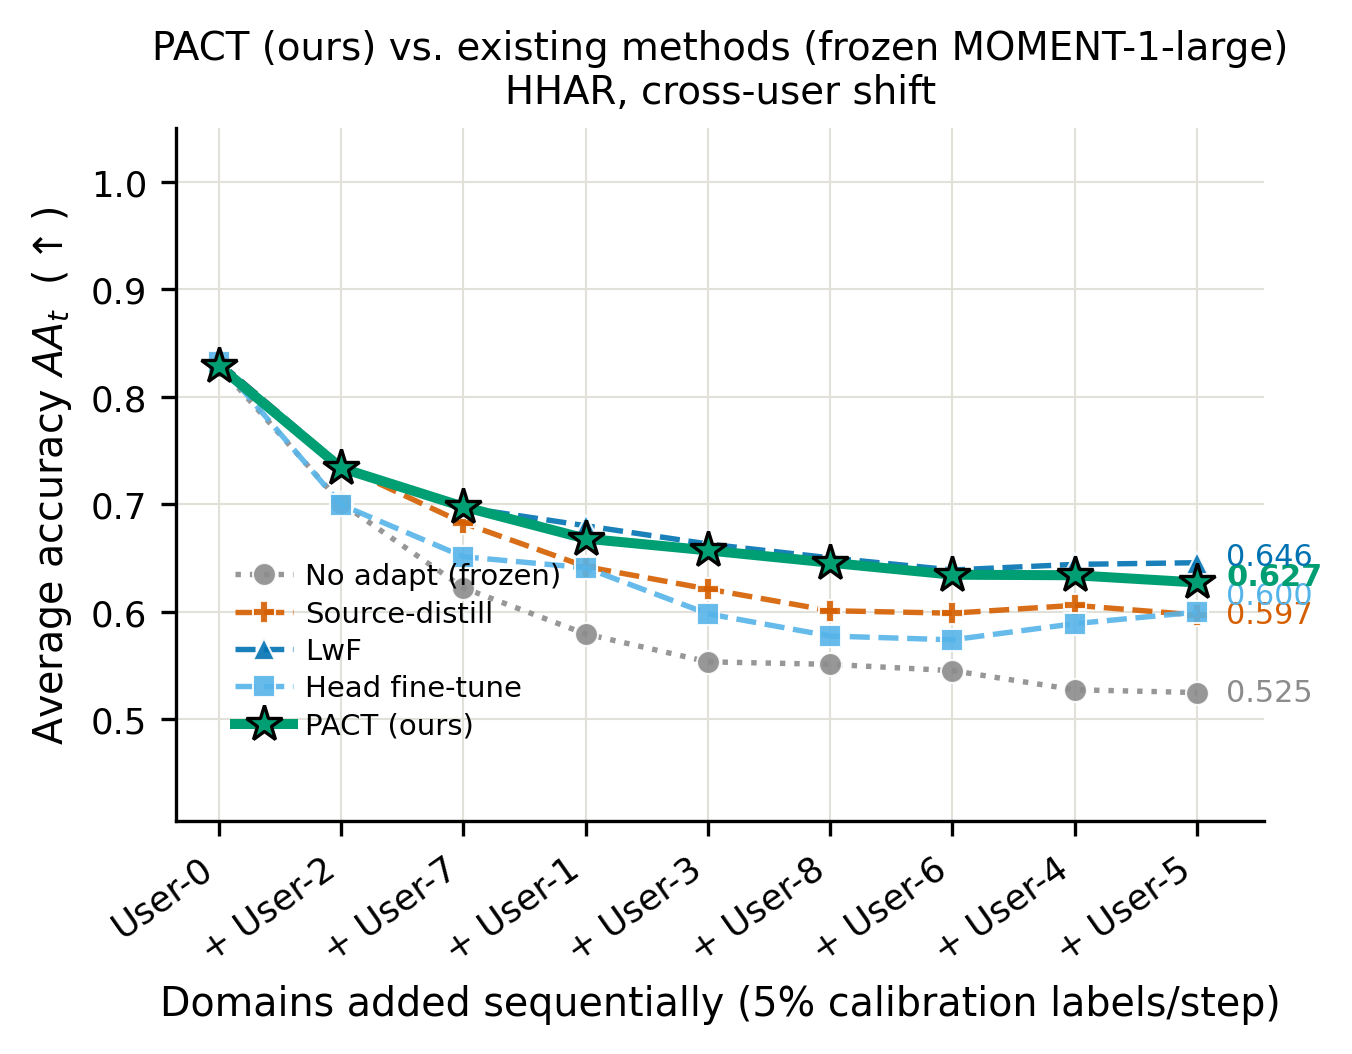 PACT (ours) vs. existing methods (frozen MOMENT-1-large)
HHAR, cross-user shift
Average accuracy AA_t (↑)
1.0
0.9
0.8
0.7
0.6
0.5
No adapt (frozen)
Source-distill
LwF
Head fine-tune
PACT (ours)
0.646
0.627
0.600
0.597
0.525
User-0
+ User-2
+ User-7
+ User-1
+ User-3
+ User-8
+ User-6
+ User-4
+ User-5
Domains added sequentially (5% calibration labels/step)